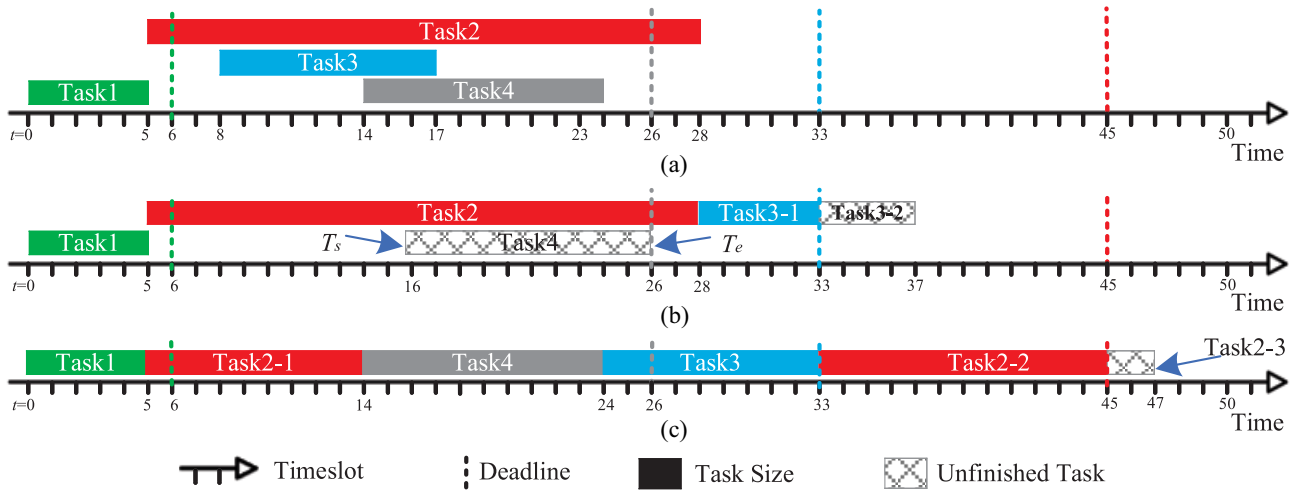 Task2
Task3
Task1 Task4
t=0 5 6 8 14 17 23 26 28 33 45 50
Time
(a)
Task2 Task3-1 Task3-2
Task1 Ts Task4 Te
5 6 16 26 28 33 37 45 50
Time
(b)
Task1 Task2-1 Task4 Task3 Task2-2 Task2-3
t=0 5 6 14 24 26 33 45 47 50
Time
(c)
Timeslot Deadline Task Size Unfinished Task